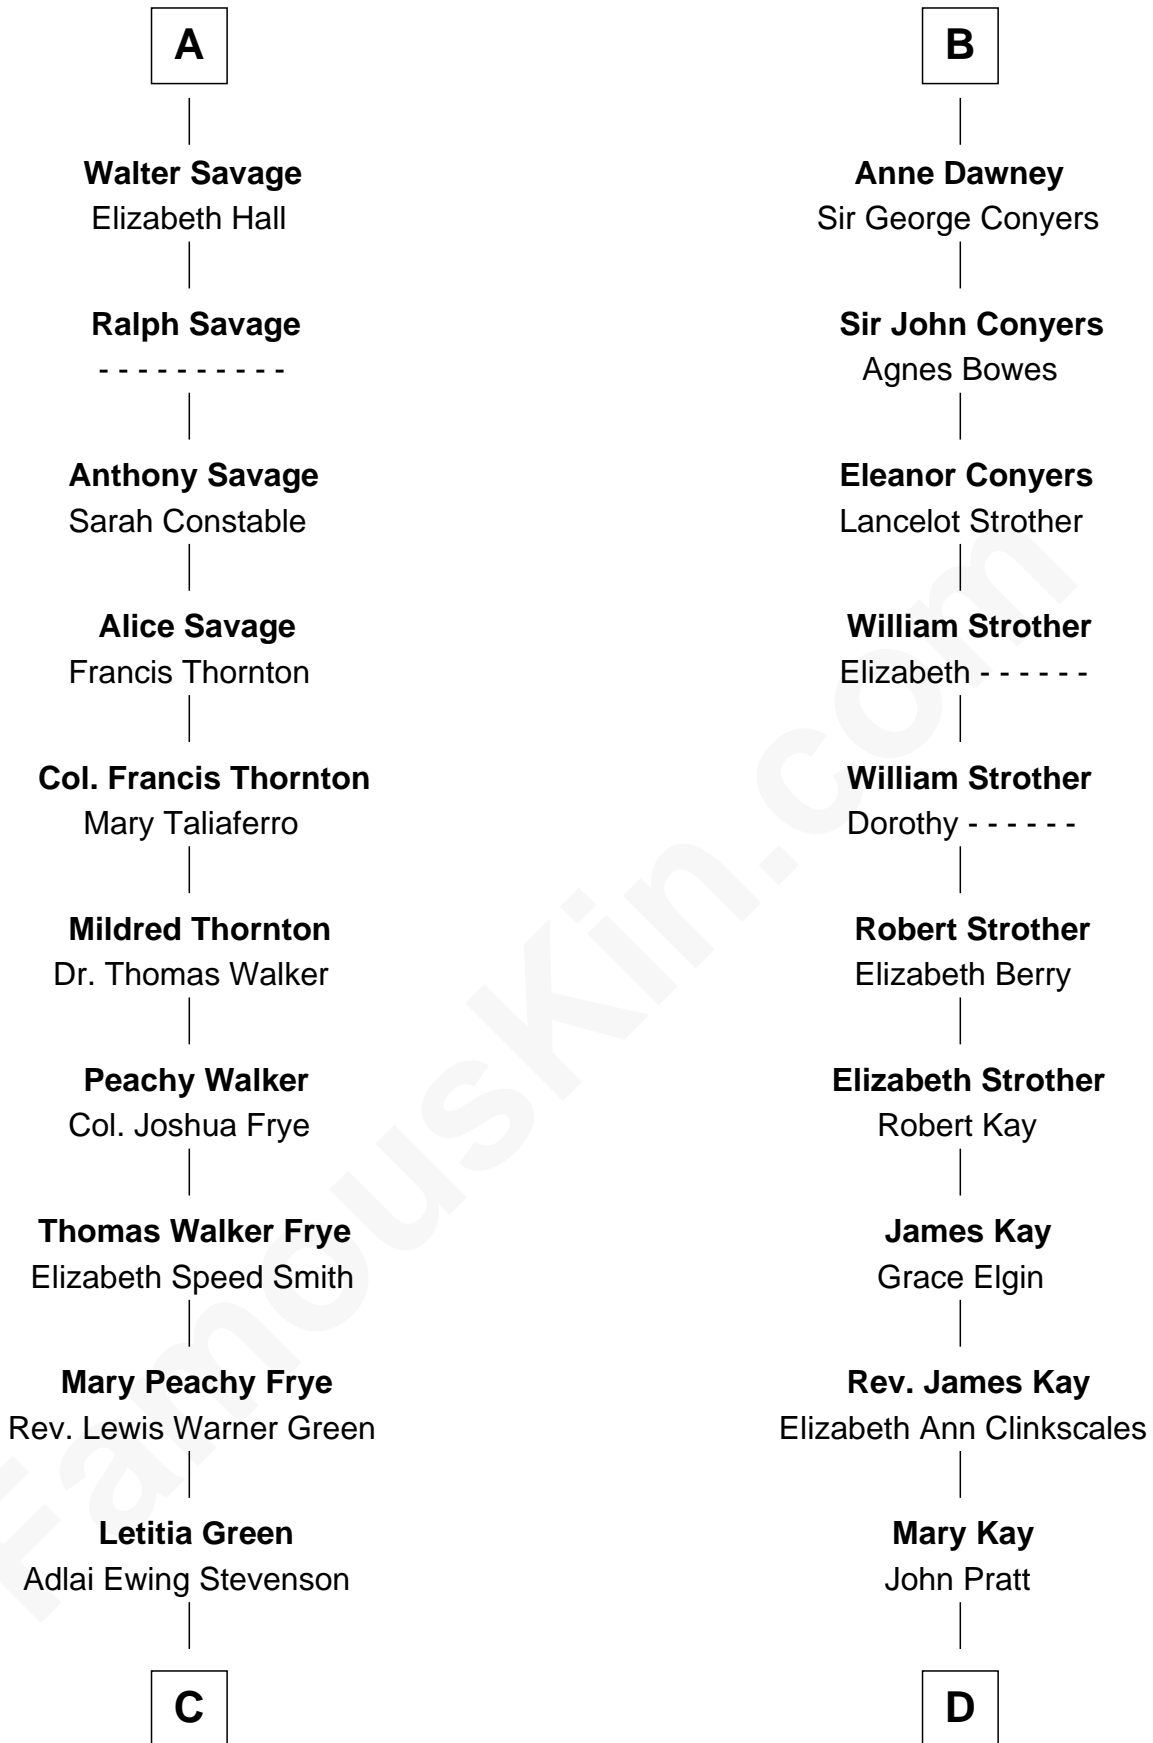 A
B
Walter Savage
Elizabeth Hall
Anne Dawney
Sir George Conyers
Ralph Savage
- - - - - - - - - -
Sir John Conyers
Agnes Bowes
Anthony Savage
Sarah Constable
Eleanor Conyers
Lancelot Strother
Alice Savage
Francis Thornton
William Strother
Elizabeth - - - - - -
Col. Francis Thornton
Mary Taliaferro
William Strother
Dorothy - - - - - -
Mildred Thornton
Dr. Thomas Walker
Robert Strother
Elizabeth Berry
Peachy Walker
Col. Joshua Frye
Elizabeth Strother
Robert Kay
Thomas Walker Frye
Elizabeth Speed Smith
James Kay
Grace Elgin
Mary Peachy Frye
Rev. Lewis Warner Green
Rev. James Kay
Elizabeth Ann Clinkscales
Letitia Green
Adlai Ewing Stevenson
Mary Kay
John Pratt
C
D
FamousKin.com